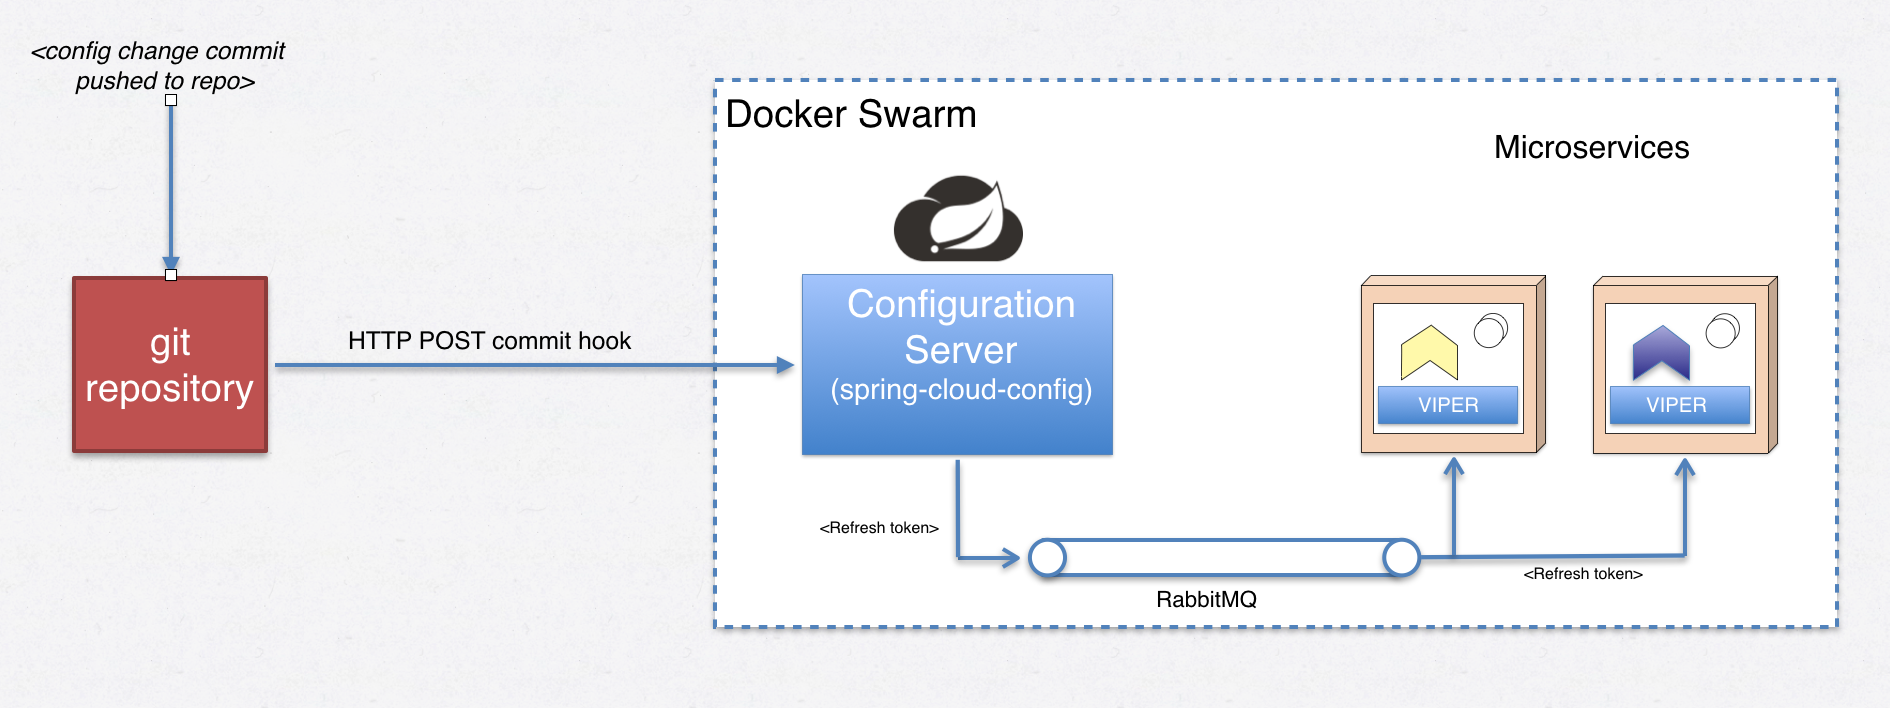 <config change commit
pushed to repo>
Docker Swarm
Microservices
git
repository
HTTP POST commit hook
Configuration
Server
(spring-cloud-config)
VIPER
VIPER
<Refresh token>
<Refresh token>
RabbitMQ